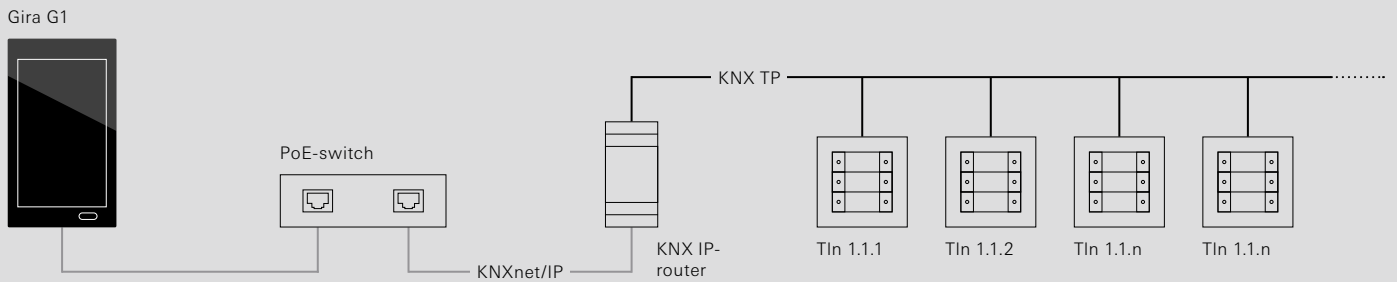 Gira G1
KNX TP
PoE-switch
KNX IP-
router
KNXnet/IP
Tln 1.1.1
Tln 1.1.2
Tln 1.1.n
Tln 1.1.n